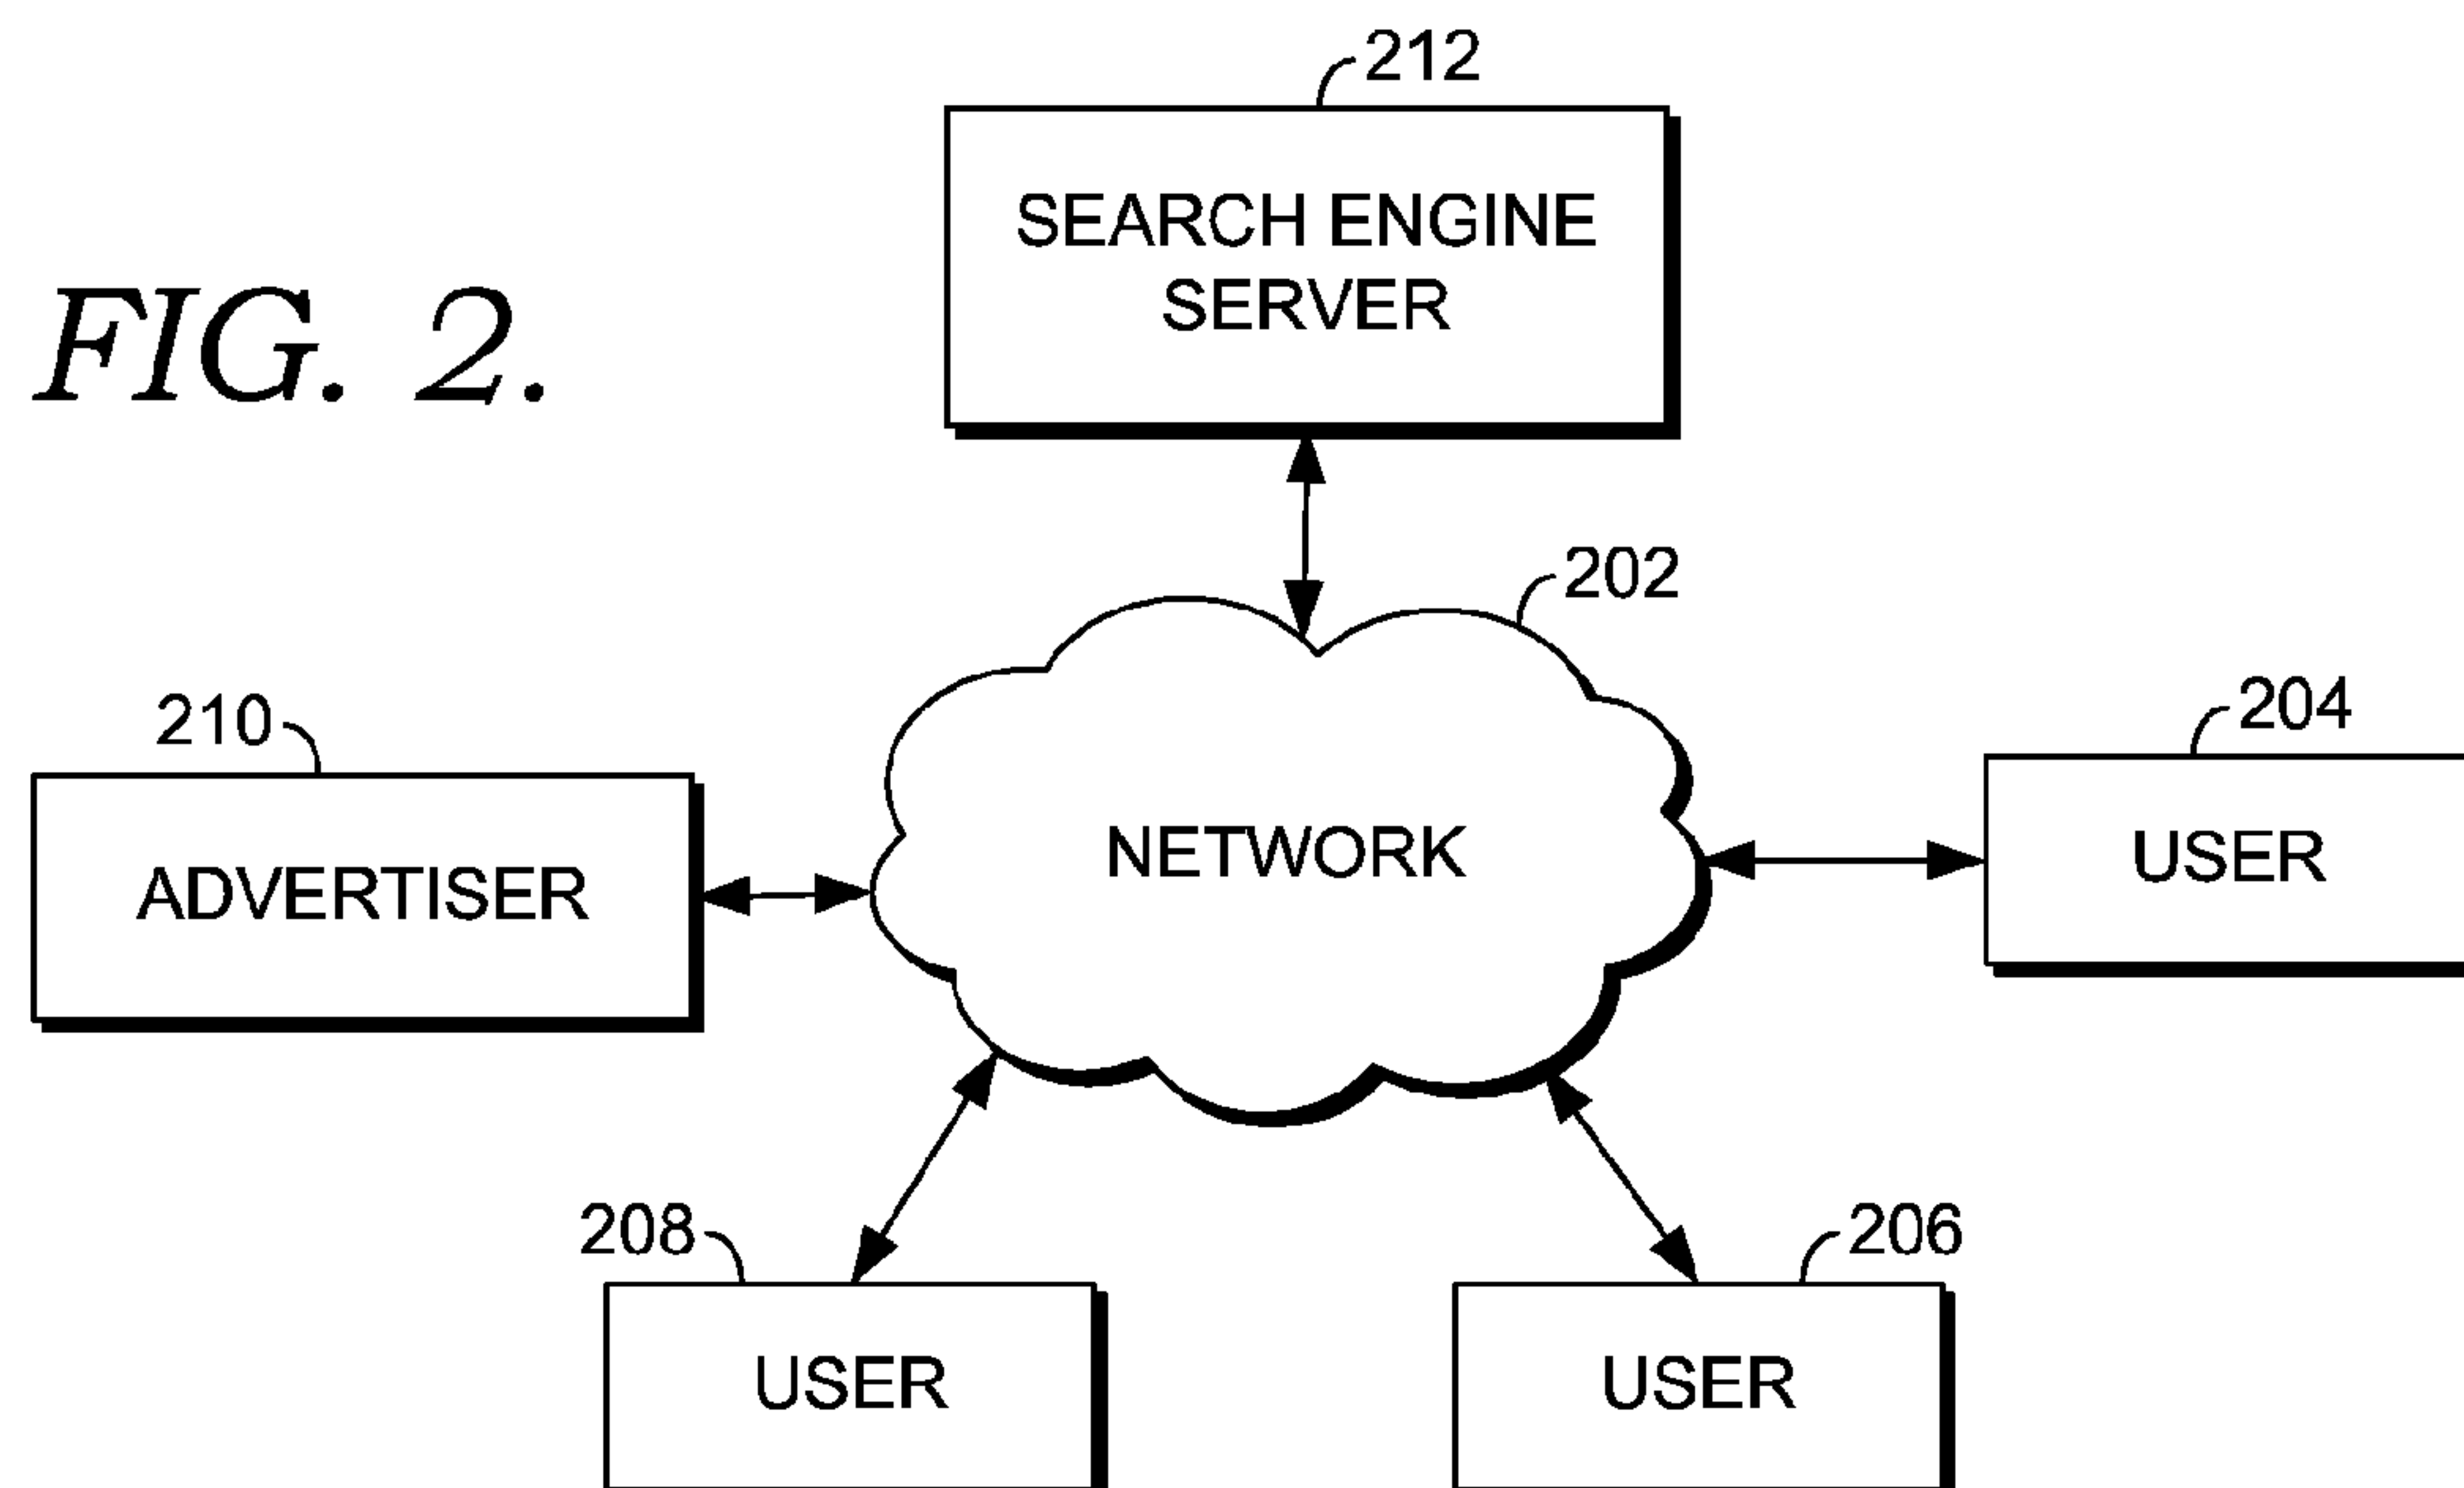 212
SEARCH ENGINE
SERVER
FIG. 2.
202
210
204
NETWORK
USER
ADVERTISER
208
206
USER
USER